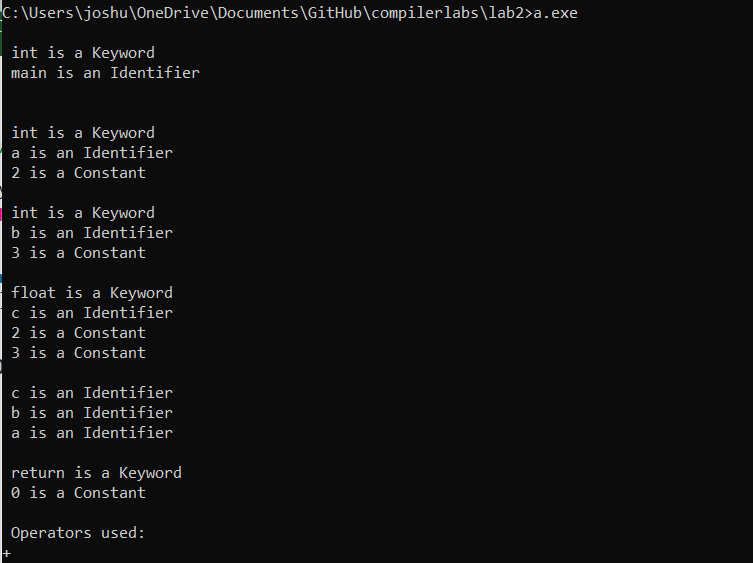 C:\Users\joshu\OneDrive\Documents\GitHub\compilerlabs\lab2>a.exe
int is a Keyword
main is an Identifier
int is a Keyword
a is an Identifier
2 is a Constant
int is a Keyword
b is an Identifier
3 is a Constant
float is a Keyword
c is an Identifier
2 is a Constant
3 is a Constant
c is an Identifier
b is an Identifier
a is an Identifier
return is a Keyword
0 is a Constant
Operators used:
+